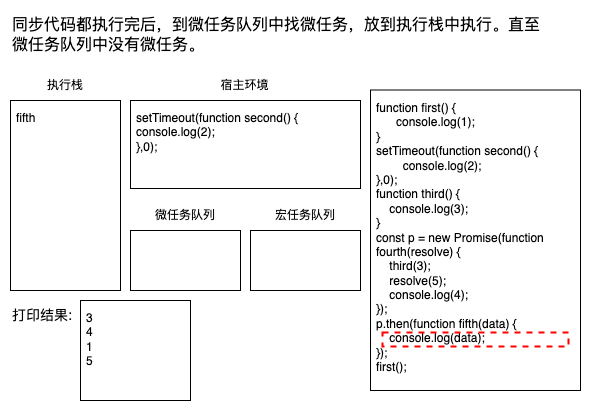 同步代码都执行完后，到微任务队列中找微任务，放到执行栈中执行。直至
微任务队列中没有微任务。
执行栈
fifth
宿主环境
setTimeout(function second() {
console.log(2);
},0);
微任务队列
宏任务队列
function first() {
console.log(1);
}
setTimeout(function second() {
console.log(2);
},0);
function third() {
console.log(3);
}
const p = new Promise(function
fourth(resolve) {
third(3);
resolve(5);
console.log(4);
});
p.then(function fifth(data) {
console.log(data);
});
first();
打印结果:
3
4
1
5